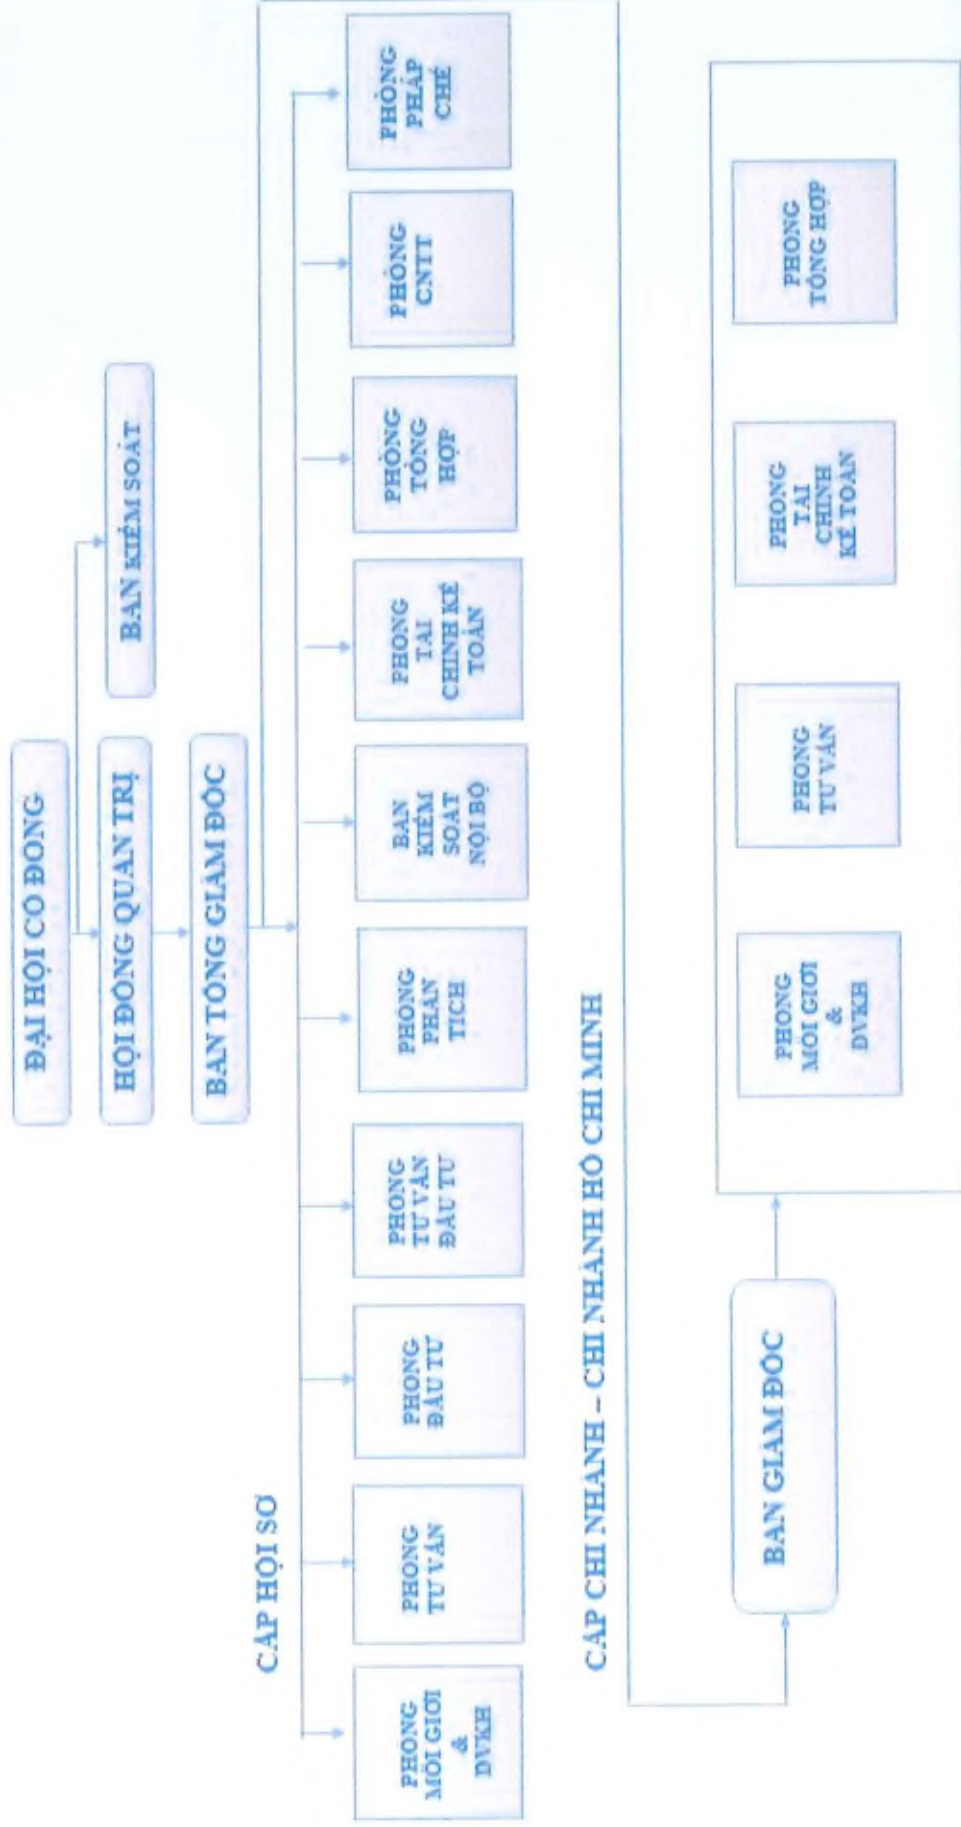 ĐẠI HỘI CỔ ĐÔNG
HỘI ĐỒNG QUẢN TRỊ
BAN KIỂM SOÁT
BAN TỔNG GIÁM ĐỐC
CẤP HỘI SỞ
PHÒNG
MÔI GIỚI
&
DVKH
PHÒNG
TƯ VẤN
PHÒNG
ĐẦU TƯ
PHÒNG
TƯ VẤN
ĐẦU TƯ
PHÒNG
PHÂN
TÍCH
BAN
KIỂM
SOÁT
NỘI BỘ
PHÒNG
TÀI
CHÍNH KẾ
TOÁN
PHÒNG
TỔNG
HỢP
PHÒNG
CNTT
PHÒNG
PHÁP
CHẾ
CẤP CHI NHÁNH – CHI NHÁNH HỒ CHÍ MINH
BAN GIÁM ĐỐC
PHÒNG
MÔI GIỚI
&
DVKH
PHÒNG
TƯ VẤN
PHÒNG
TÀI
CHÍNH
KẾ TOÁN
PHÒNG
TỔNG HỢP